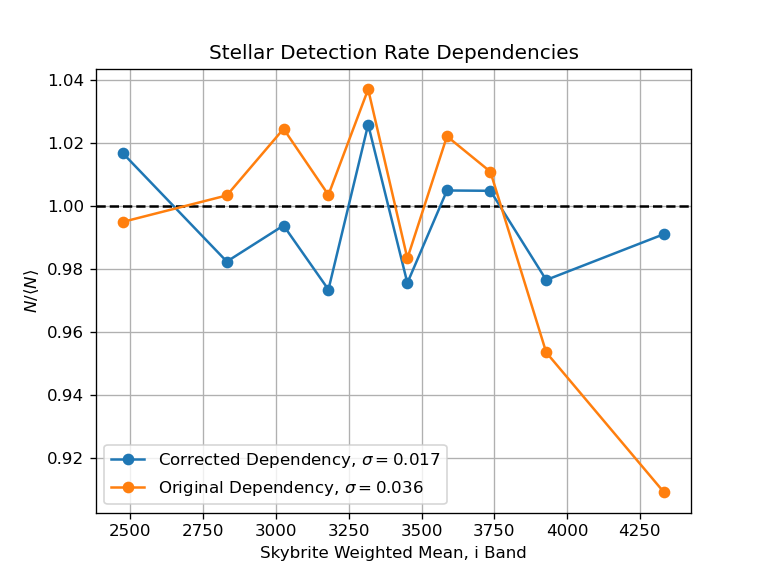 Stellar Detection Rate Dependencies
1.04
1.02
1.00
0.98
0.96
0.94
0.92
N/⟨N⟩
Corrected Dependency, σ = 0.017
Original Dependency, σ = 0.036
2500 2750 3000 3250 3500 3750 4000 4250
Skybrite Weighted Mean, i Band